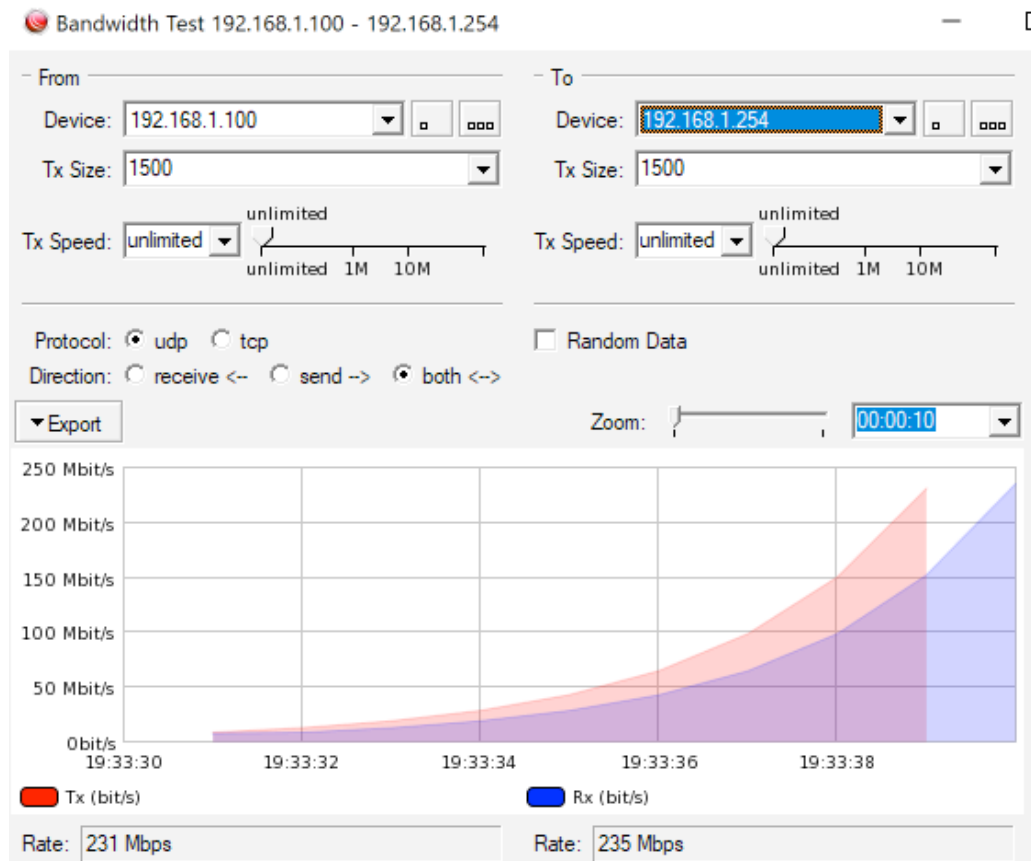 Bandwidth Test 192.168.1.100 - 192.168.1.254
From
To
Device: 192.168.1.100
Device: 192.168.1.254
Tx Size: 1500
Tx Size: 1500
unlimited
unlimited
Tx Speed: unlimited
Tx Speed: unlimited
unlimited 1M 10M
unlimited 1M 10M
Protocol: udp tcp
Random Data
Direction: receive <-- send --> both <-->
Export
Zoom: 00:00:10
250 Mbit/s
200 Mbit/s
150 Mbit/s
100 Mbit/s
50 Mbit/s
0bit/s
19:33:30 19:33:32 19:33:34 19:33:36 19:33:38
Tx (bit/s) Rx (bit/s)
Rate: 231 Mbps
Rate: 235 Mbps